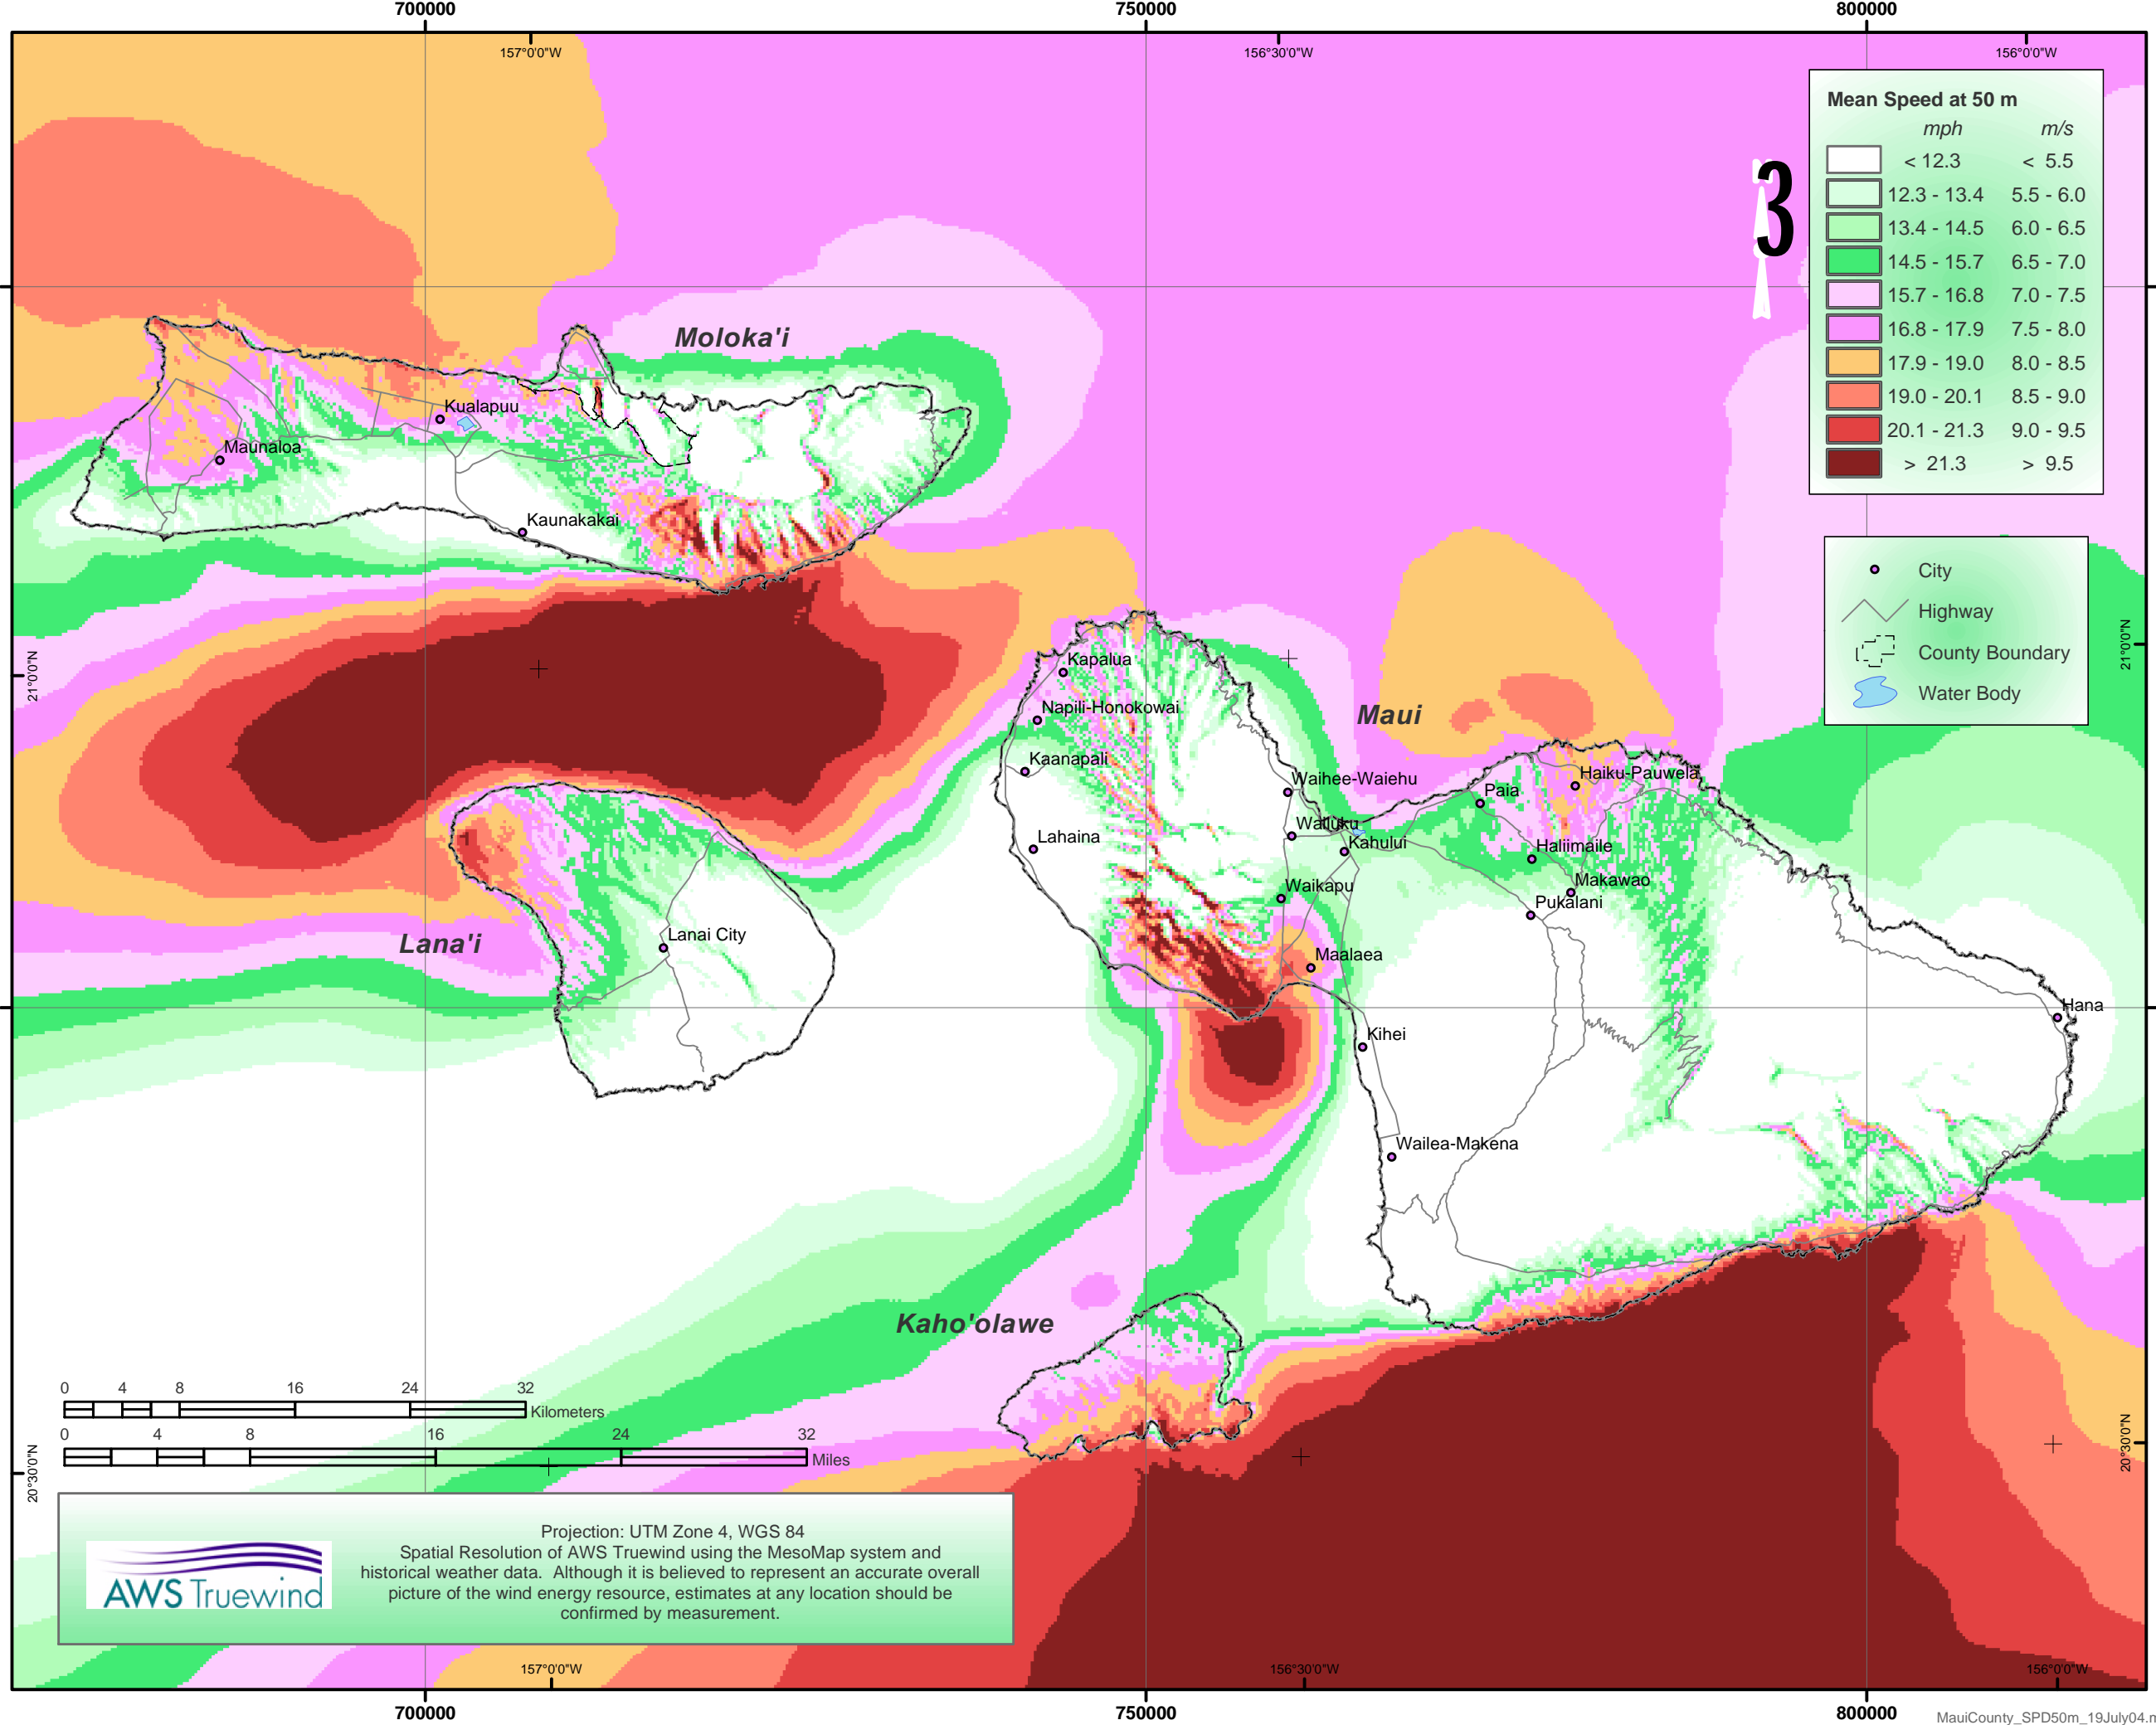 700000 750000 800000
157°0'0"W 156°30'0"W 156°0'0"W
Mean Speed at 50 m
mph m/s
< 12.3 < 5.5
12.3 - 13.4 5.5 - 6.0
13.4 - 14.5 6.0 - 6.5
14.5 - 15.7 6.5 - 7.0
15.7 - 16.8 7.0 - 7.5
16.8 - 17.9 7.5 - 8.0
17.9 - 19.0 8.0 - 8.5
19.0 - 20.1 8.5 - 9.0
20.1 - 21.3 9.0 - 9.5
> 21.3 > 9.5
3
City
Highway
County Boundary
Water Body
Moloka'i
Kualapuu
Maunaloa
Kaunakakai
21°0'0"N
21°0'0"N
Kapalua
Napili-Honokowai
Maui
Kaanapali
Waihee-Waiehu
Haiku-Pauwela
Paia
Lahaina
Wailuku
Kahului
Haliimaile
Waikapu
Makawao
Pukalani
Lana'i
Lanai City
Maalaea
Hana
Kihei
Wailea-Makena
Kaho'olawe
0 4 8 16 24 32
Kilometers
0 4 8 16 24 32
Miles
20°30'0"N
20°30'0"N
AWS Truewind
Projection: UTM Zone 4, WGS 84
Spatial Resolution of AWS Truewind using the MesoMap system and
historical weather data. Although it is believed to represent an accurate overall
picture of the wind energy resource, estimates at any location should be
confirmed by measurement.
157°0'0"W 156°30'0"W 156°0'0"W
700000 750000 800000
MauiCounty_SPD50m_19July04.m